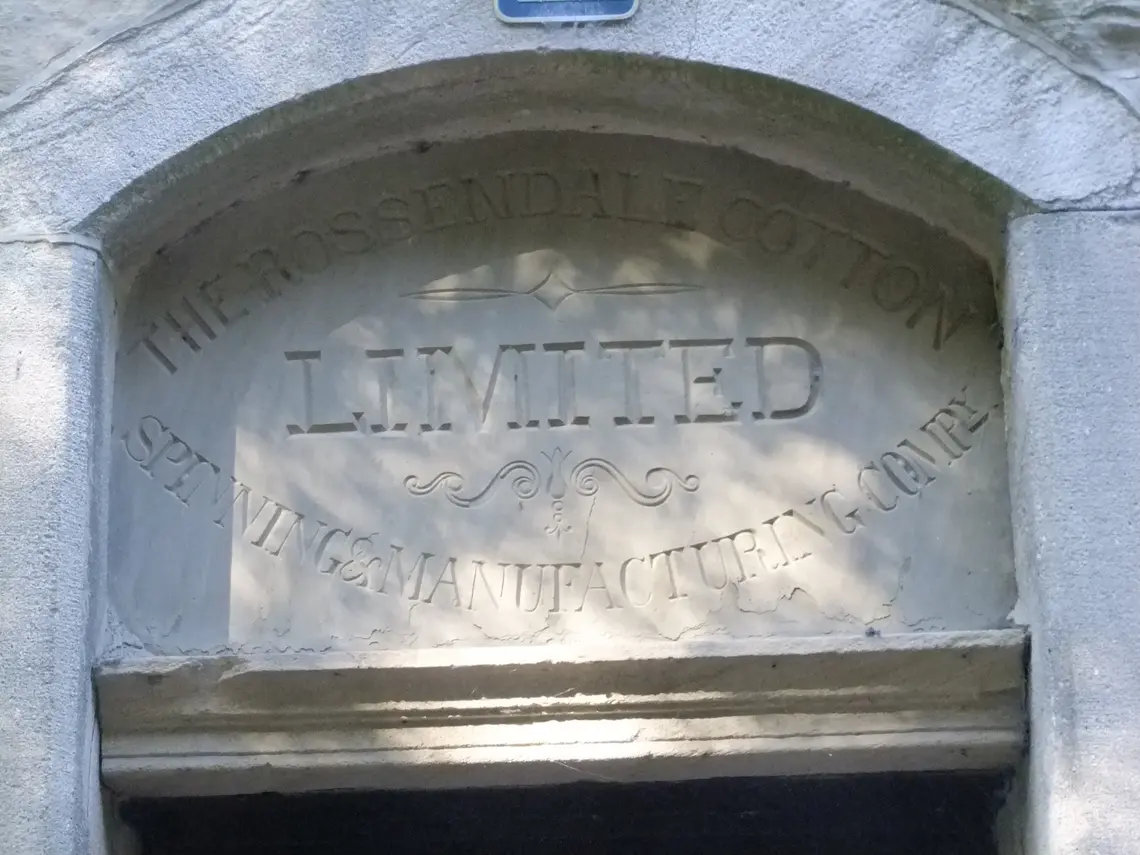 THE ROSSENDALE COTTON
LIMITED
SPINNING & MANUFACTURING COMPY.